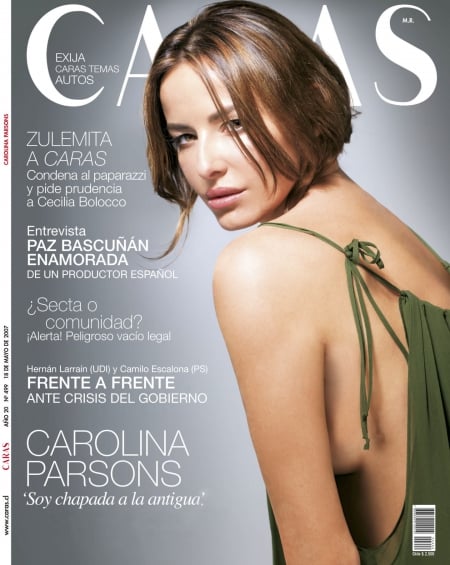 CARAS
M.R.
EXIJA
CARAS TEMAS
AUTOS
ZULEMITA
A CARAS
Condena al paparazzi
y pide prudencia
a Cecilia Bolocco
Entrevista
PAZ BASCUÑÁN
ENAMORADA
DE UN PRODUCTOR ESPAÑOL
¿Secta o
comunidad?
¡Alerta! Peligroso vacío legal
Hernán Larraín (UDI) y Camilo Escalona (PS)
FRENTE A FRENTE
ANTE CRISIS DEL GOBIERNO
CAROLINA
PARSONS
‘Soy chapada a la antigua’.
CAROLINA PARSONS
AÑO 20 Nº 499 18 DE MAYO DE 2007
CARAS
www.caras.cl
Chile $ 2.900